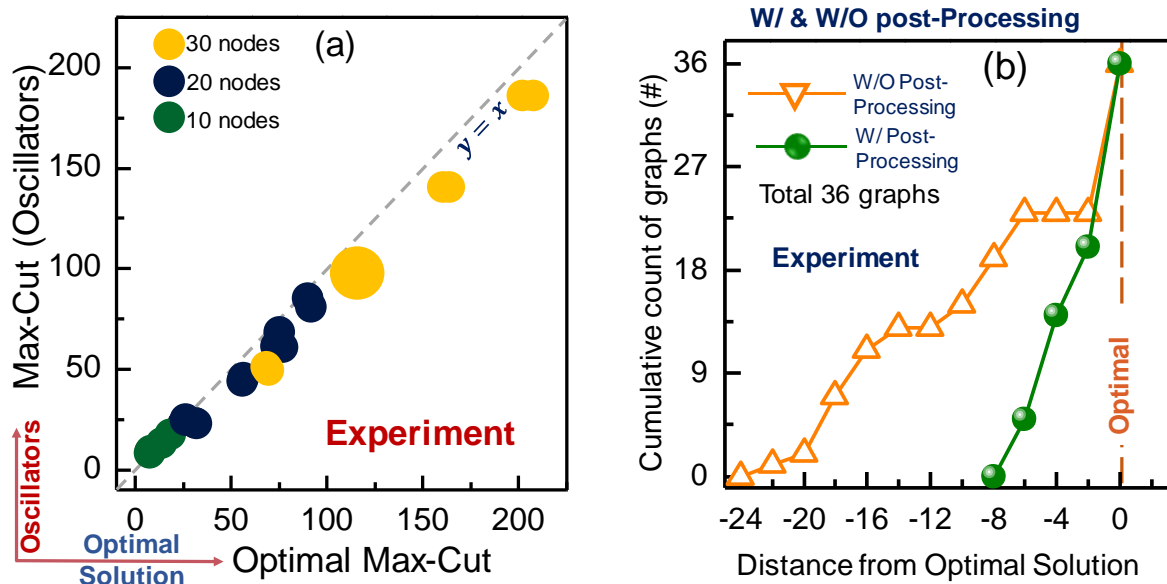 (a)
30 nodes
20 nodes
10 nodes
y = x
Experiment
Max-Cut (Oscillators)
200
150
100
50
0
0 50 100 150 200
Optimal Max-Cut
Oscillators
Optimal
Solution
W/ & W/O post-Processing
(b)
W/O Post-
Processing
W/ Post-
Processing
Total 36 graphs
Experiment
Optimal
Cumulative count of graphs (#)
36
27
18
9
0
-24 -20 -16 -12 -8 -4 0
Distance from Optimal Solution